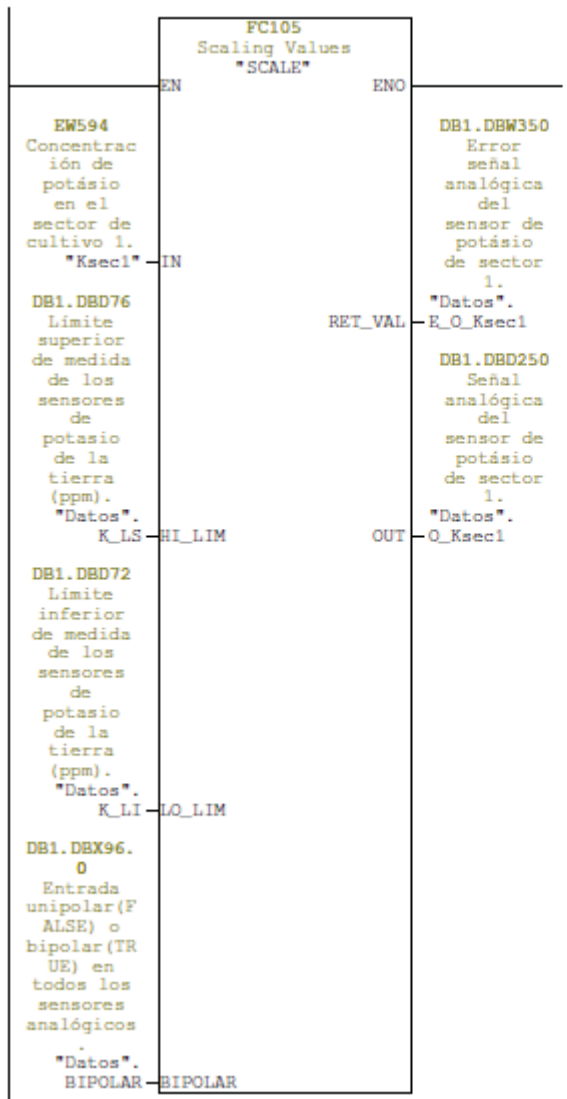 FC105
Scaling Values
"SCALE"
EN
ENO
EW594
Concentrac
ión de
potásio
en el
sector de
cultivo 1.
"Ksec1"
IN
DB1.DBW350
Error
señal
analógica
del
sensor de
potásio
de sector
1.
"Datos".
RET_VAL
E_O_Ksec1
DB1.DBD76
Límite
superior
de medida
de los
sensores
de
potasio
de la
tierra
(ppm).
"Datos".
K_LS
HI_LIM
DB1.DBD250
Señal
analógica
del
sensor de
potásio
de sector
1.
"Datos".
OUT
O_Ksec1
DB1.DBD72
Límite
inferior
de medida
de los
sensores
de
potasio
de la
tierra
(ppm).
"Datos".
K_LI
LO_LIM
DB1.DBX96.
0
Entrada
unipolar(F
ALSE) o
bipolar(TR
UE) en
todos los
sensores
analógicos
.
"Datos".
BIPOLAR
BIPOLAR